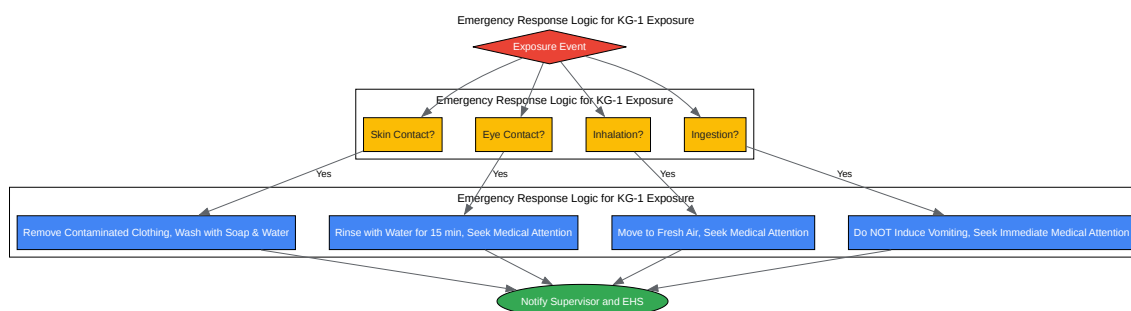 Emergency Response Logic for KG-1 Exposure
Exposure Event
Emergency Response Logic for KG-1 Exposure
Skin Contact?
Eye Contact?
Inhalation?
Ingestion?
Yes
Yes
Yes
Yes
Emergency Response Logic for KG-1 Exposure
Remove Contaminated Clothing, Wash with Soap & Water
Rinse with Water for 15 min, Seek Medical Attention
Move to Fresh Air, Seek Medical Attention
Do NOT Induce Vomiting, Seek Immediate Medical Attention
Notify Supervisor and EHS